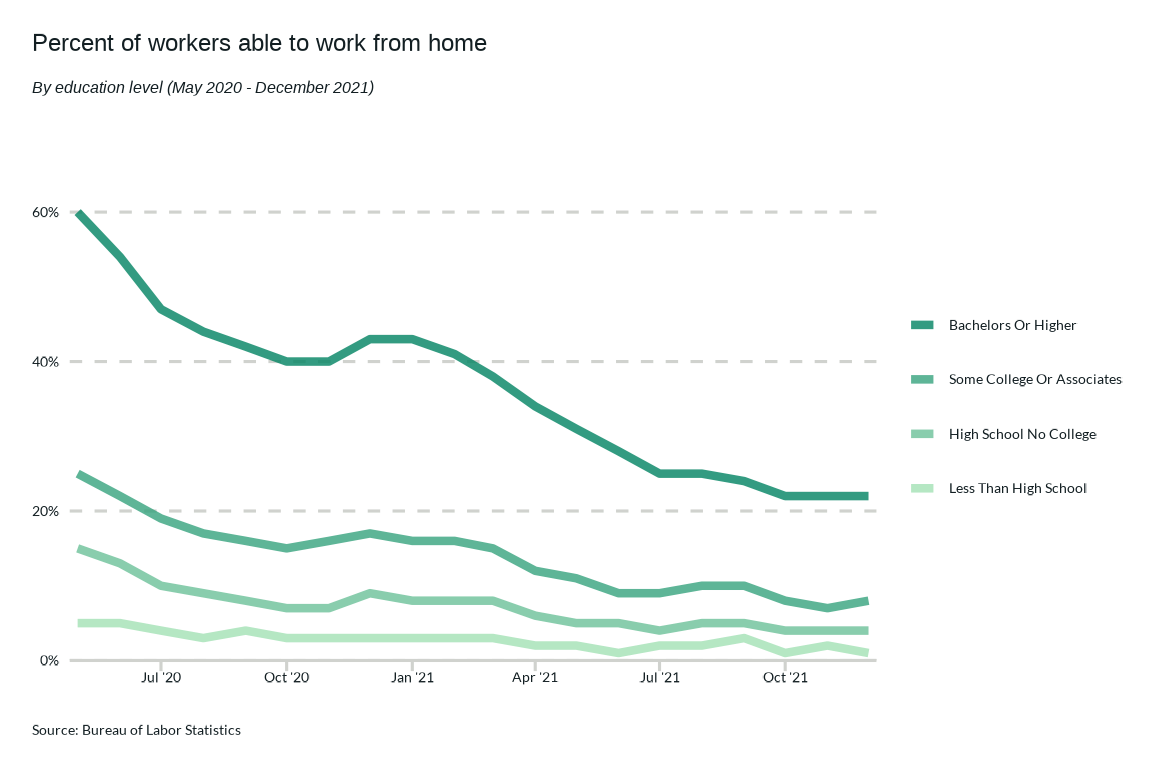 Percent of workers able to work from home
By education level (May 2020 - December 2021)
60%
40%
20%
0%
Jul '20 Oct '20 Jan '21 Apr '21 Jul '21 Oct '21
Bachelors Or Higher
Some College Or Associates
High School No College
Less Than High School
Source: Bureau of Labor Statistics